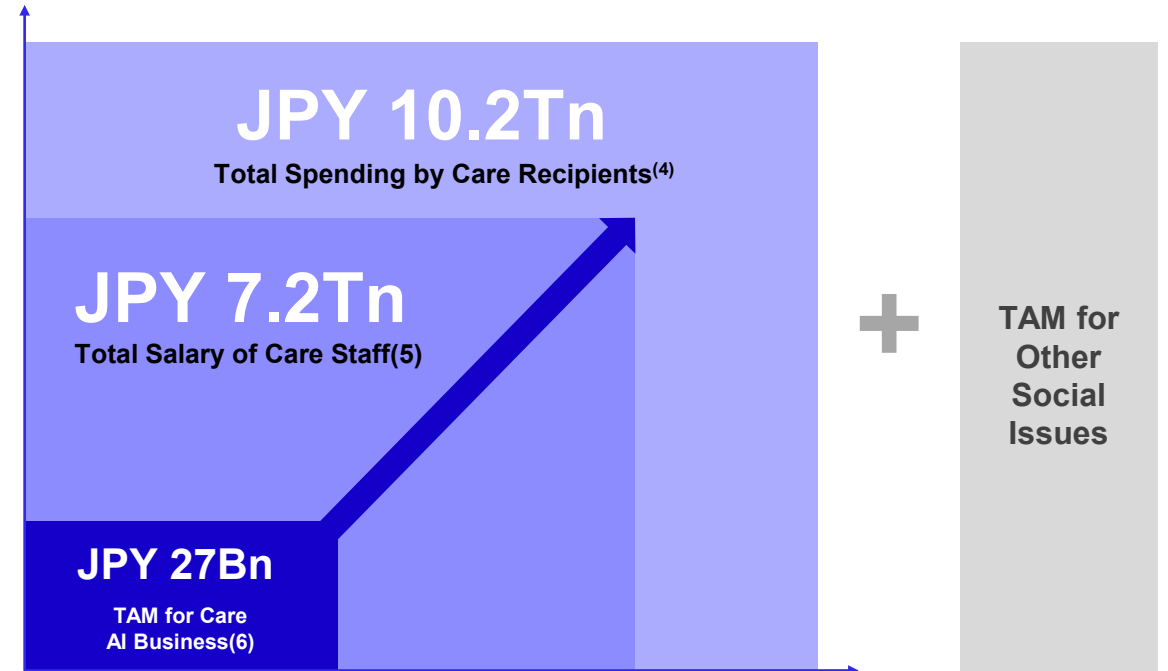 JPY 10.2Tn
Total Spending by Care Recipients(4)
JPY 7.2Tn
Total Salary of Care Staff(5)
JPY 27Bn
TAM for Care
AI Business(6)
+
TAM for
Other
Social
Issues